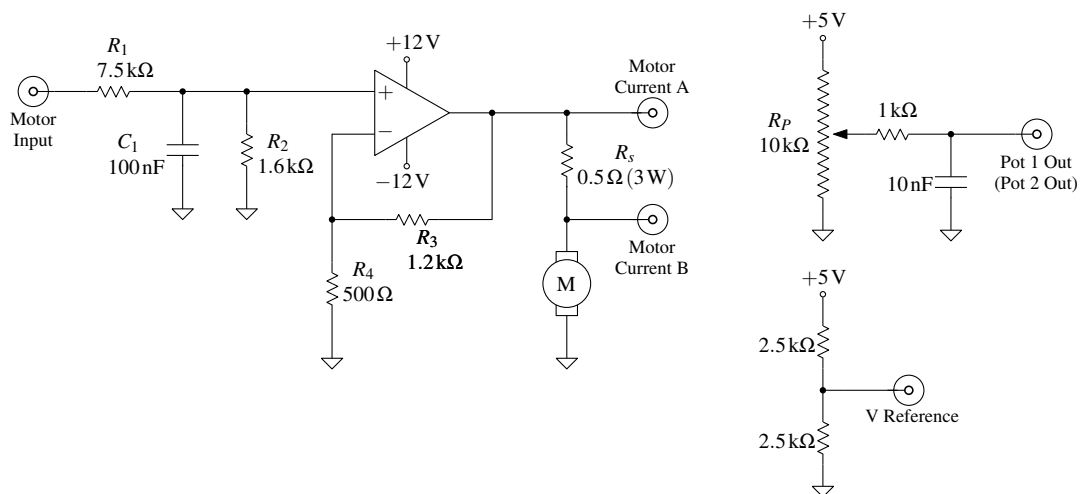 R1
7.5kΩ
Motor
Input
C1
100nF
R2
1.6kΩ
+12V
+
−
−12V
R3
1.2kΩ
R4
500Ω
Motor
Current A
Rs
0.5Ω(3W)
Motor
Current B
M
+5V
RP
10kΩ
1kΩ
10nF
Pot 1 Out
(Pot 2 Out)
+5V
2.5kΩ
V Reference
2.5kΩ